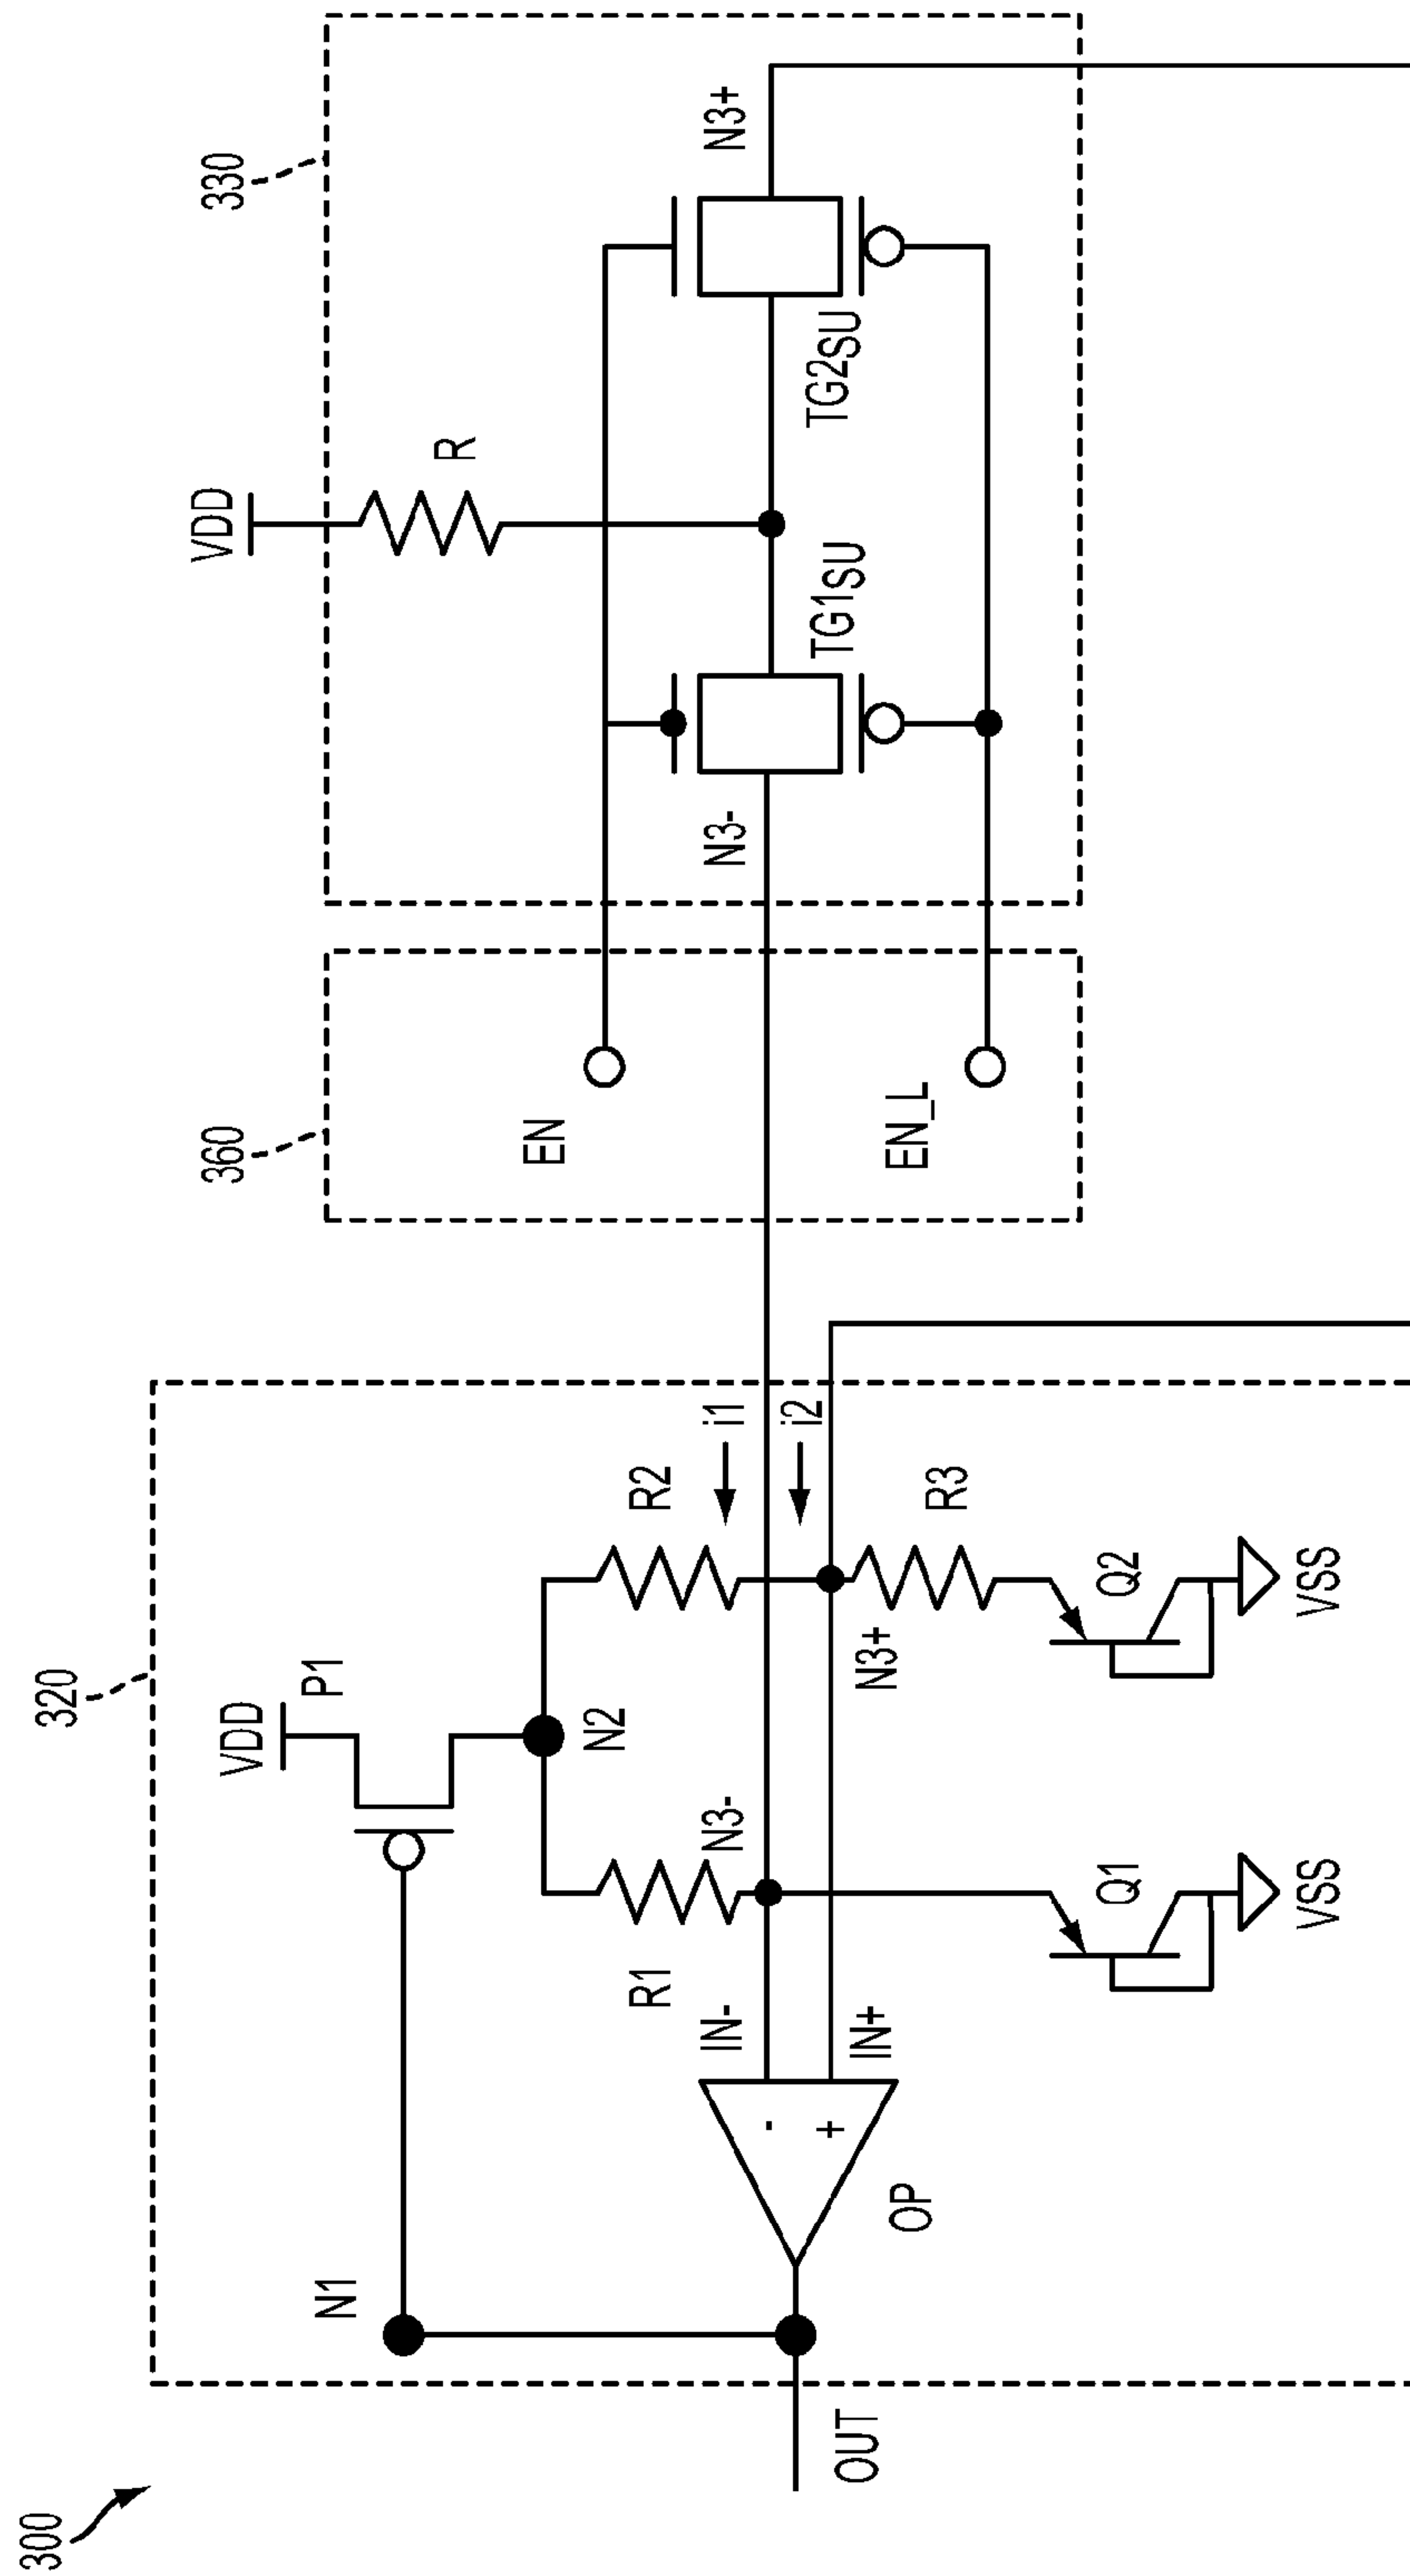 300
320
360
330
VDD
P1
N1
N2
R1
R2
N3-
i1
i2
IN-
IN+
-
+
OP
OUT
N3+
R3
Q1
Q2
VSS
VSS
EN
EN_L
VDD
R
N3-
N3+
TG1SU
TG2SU